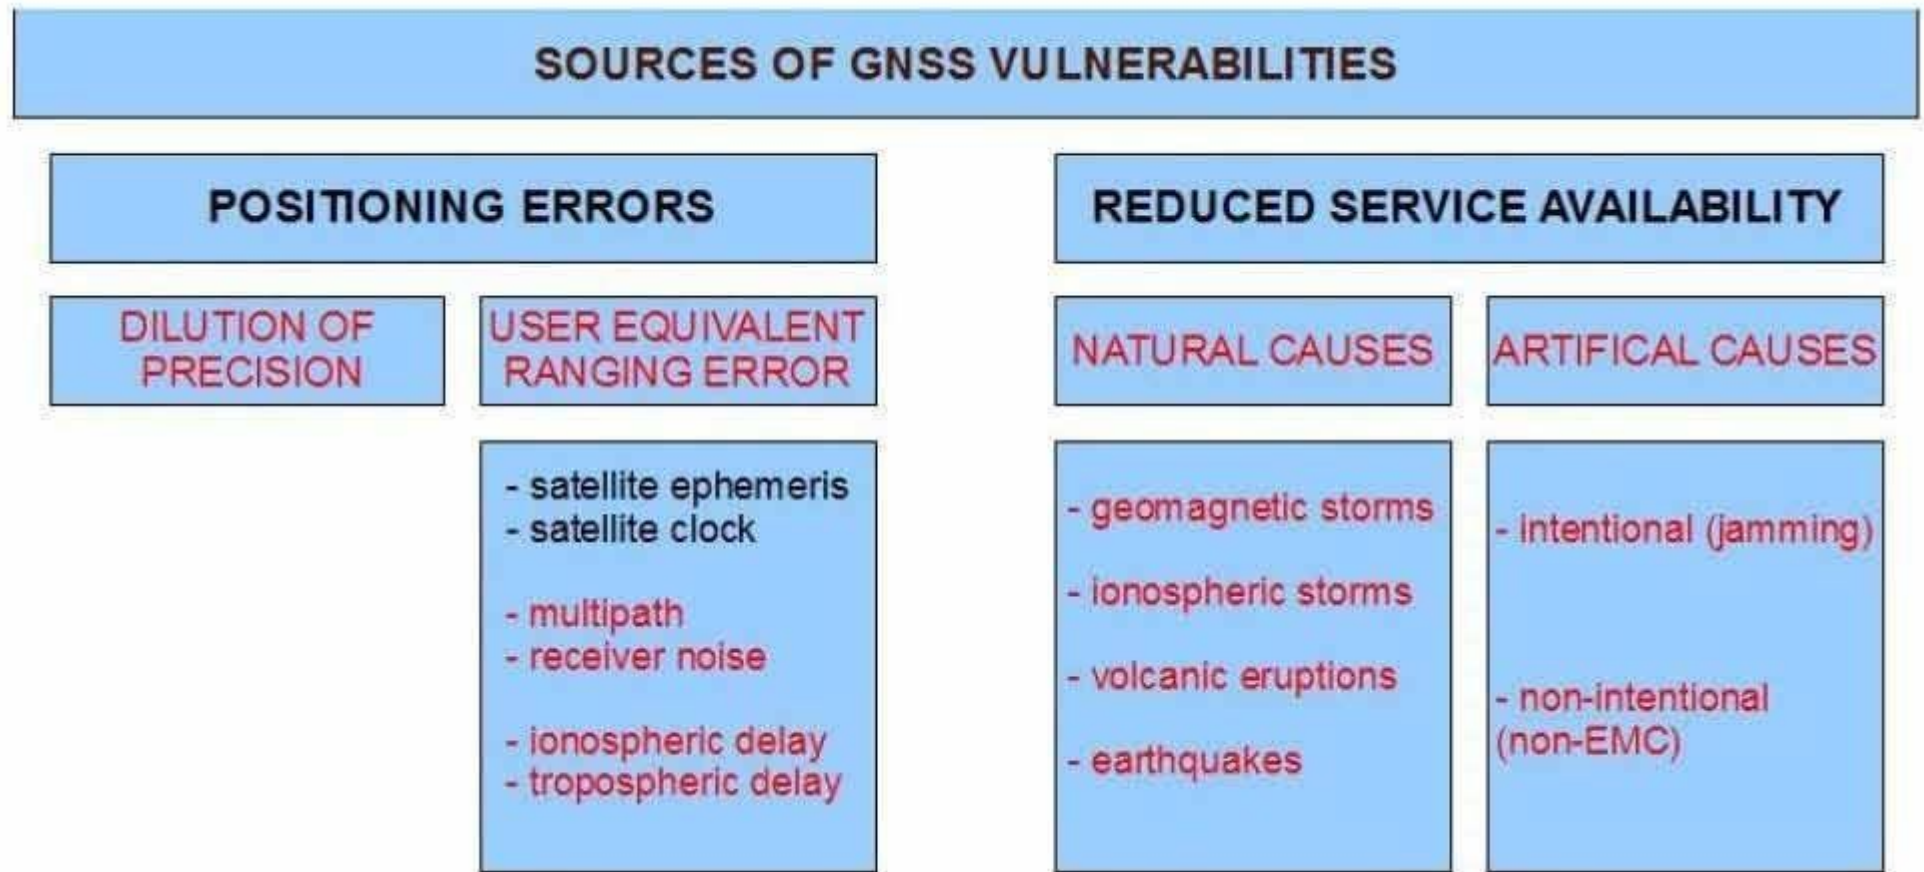 SOURCES OF GNSS VULNERABILITIES
POSITIONING ERRORS
DILUTION OF
PRECISION
USER EQUIVALENT
RANGING ERROR
- satellite ephemeris
- satellite clock
- multipath
- receiver noise
- ionospheric delay
- tropospheric delay
REDUCED SERVICE AVAILABILITY
NATURAL CAUSES
- geomagnetic storms
- ionospheric storms
- volcanic eruptions
- earthquakes
ARTIFICAL CAUSES
- intentional (jamming)
- non-intentional
(non-EMC)